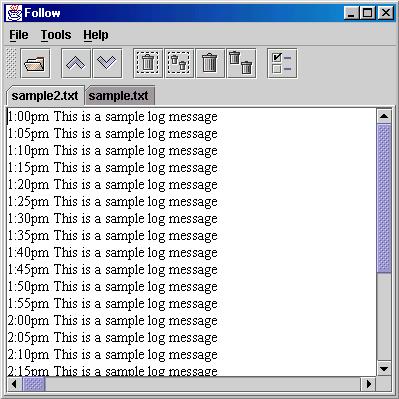 Follow
File Tools Help
sample2.txt sample.txt
1:00pm This is a sample log message
1:05pm This is a sample log message
1:10pm This is a sample log message
1:15pm This is a sample log message
1:20pm This is a sample log message
1:25pm This is a sample log message
1:30pm This is a sample log message
1:35pm This is a sample log message
1:40pm This is a sample log message
1:45pm This is a sample log message
1:50pm This is a sample log message
1:55pm This is a sample log message
2:00pm This is a sample log message
2:05pm This is a sample log message
2:10pm This is a sample log message
2:15pm This is a sample log message